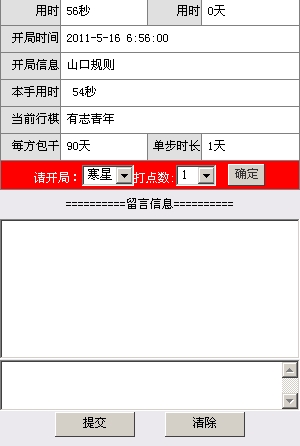 用时 56秒 用时 0天
开局时间 2011-5-16 6:56:00
开局信息 山口规则
本手用时 54秒
当前行棋 有志青年
每方包干 90天 单步时长 1天
请开局：寒星 打点数：1 确定
==========留言信息==========
提交 清除